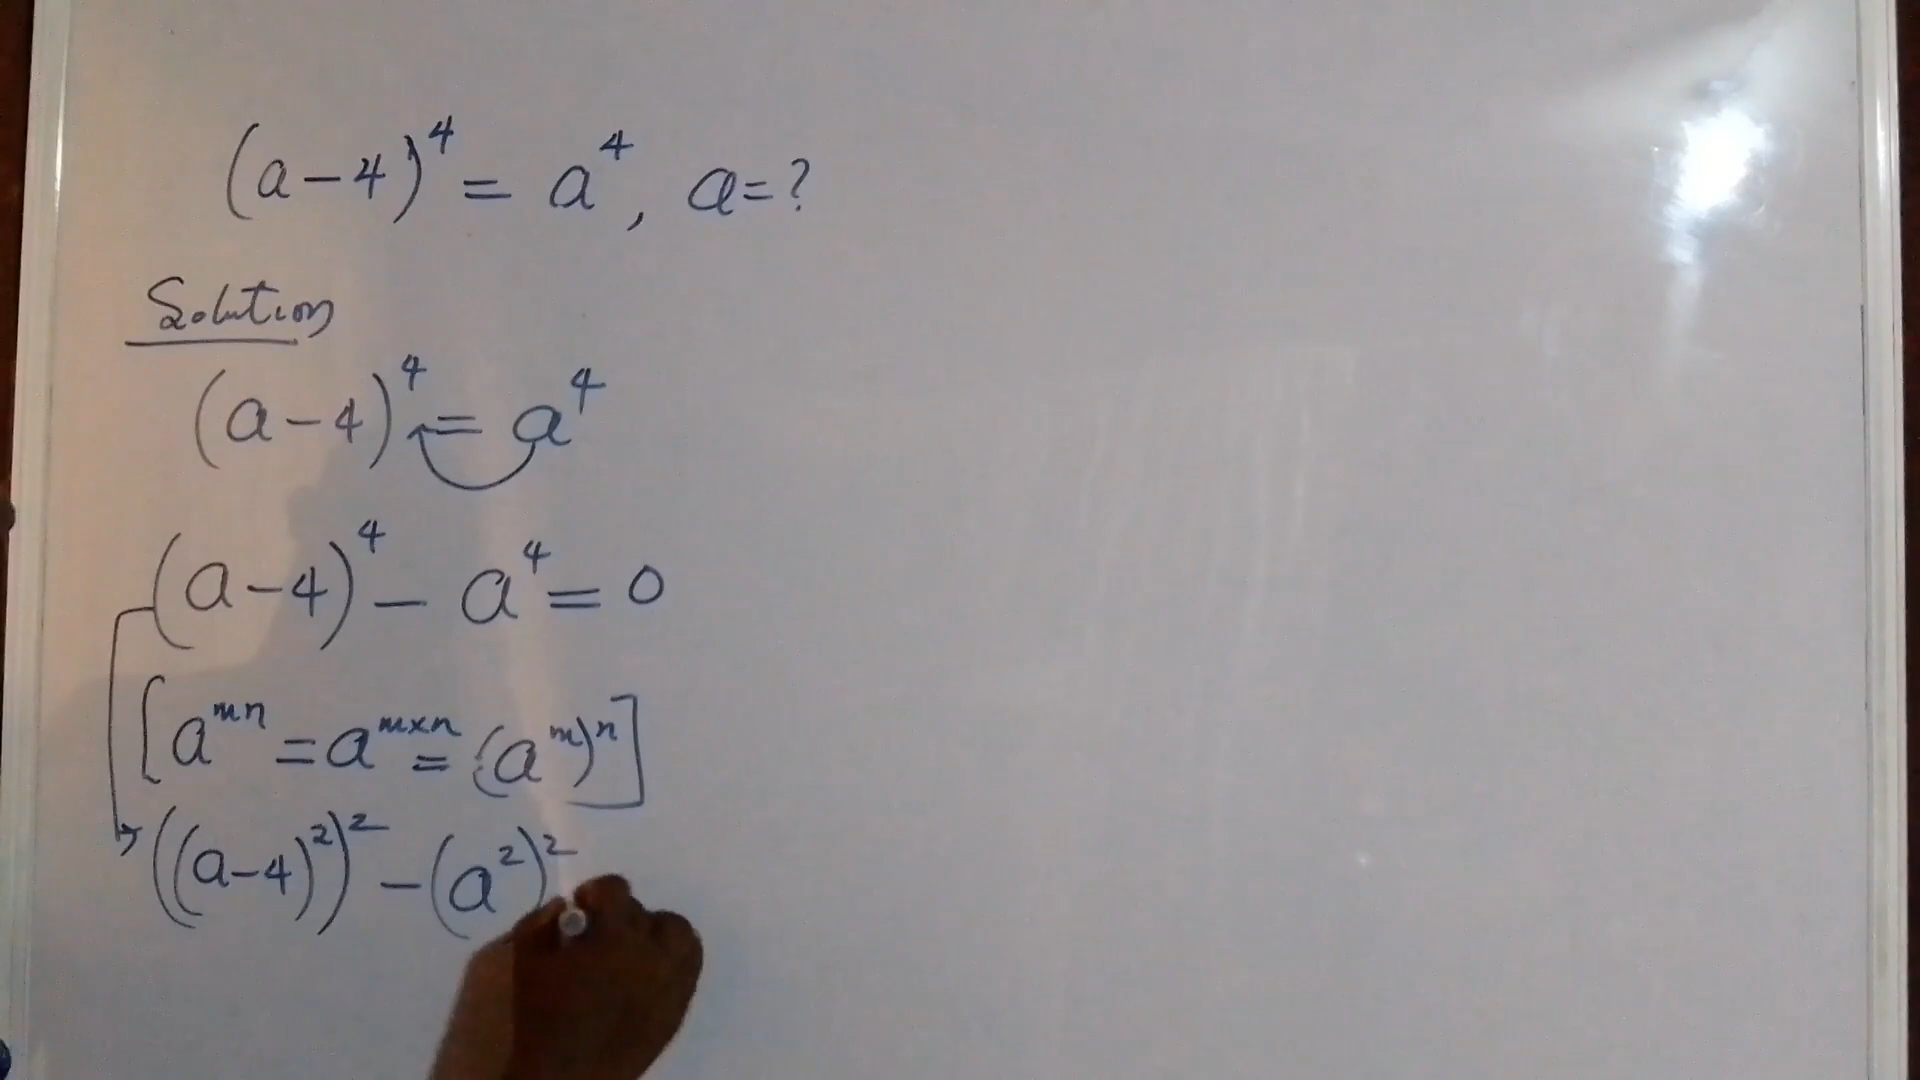 (a-4)⁴ = a⁴, a=?
Solution
(a-4)⁴ = a⁴
(a-4)⁴ - a⁴ = 0
[a^{mn} = a^{m×n} = (a^m)^n]
((a-4)²)² - (a²)²